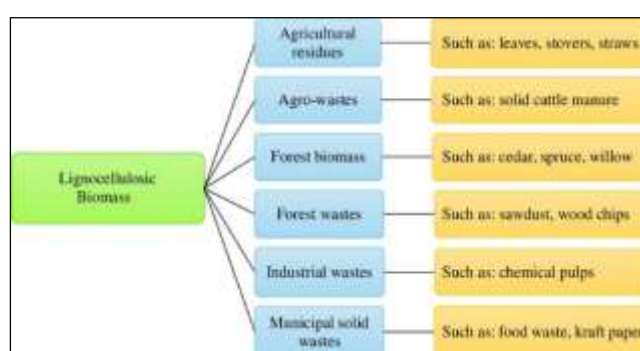 Agricultural
residues
Such as: leaves, stovers, straws
Agro-wastes
Such as: solid cattle manure
Forest biomass
Such as: cedar, spruce, willow
Lignocellulosic
Biomass
Forest wastes
Such as: sawdust, wood chips
Industrial wastes
Such as: chemical pulps
Municipal solid
wastes
Such as: food waste, kraft paper